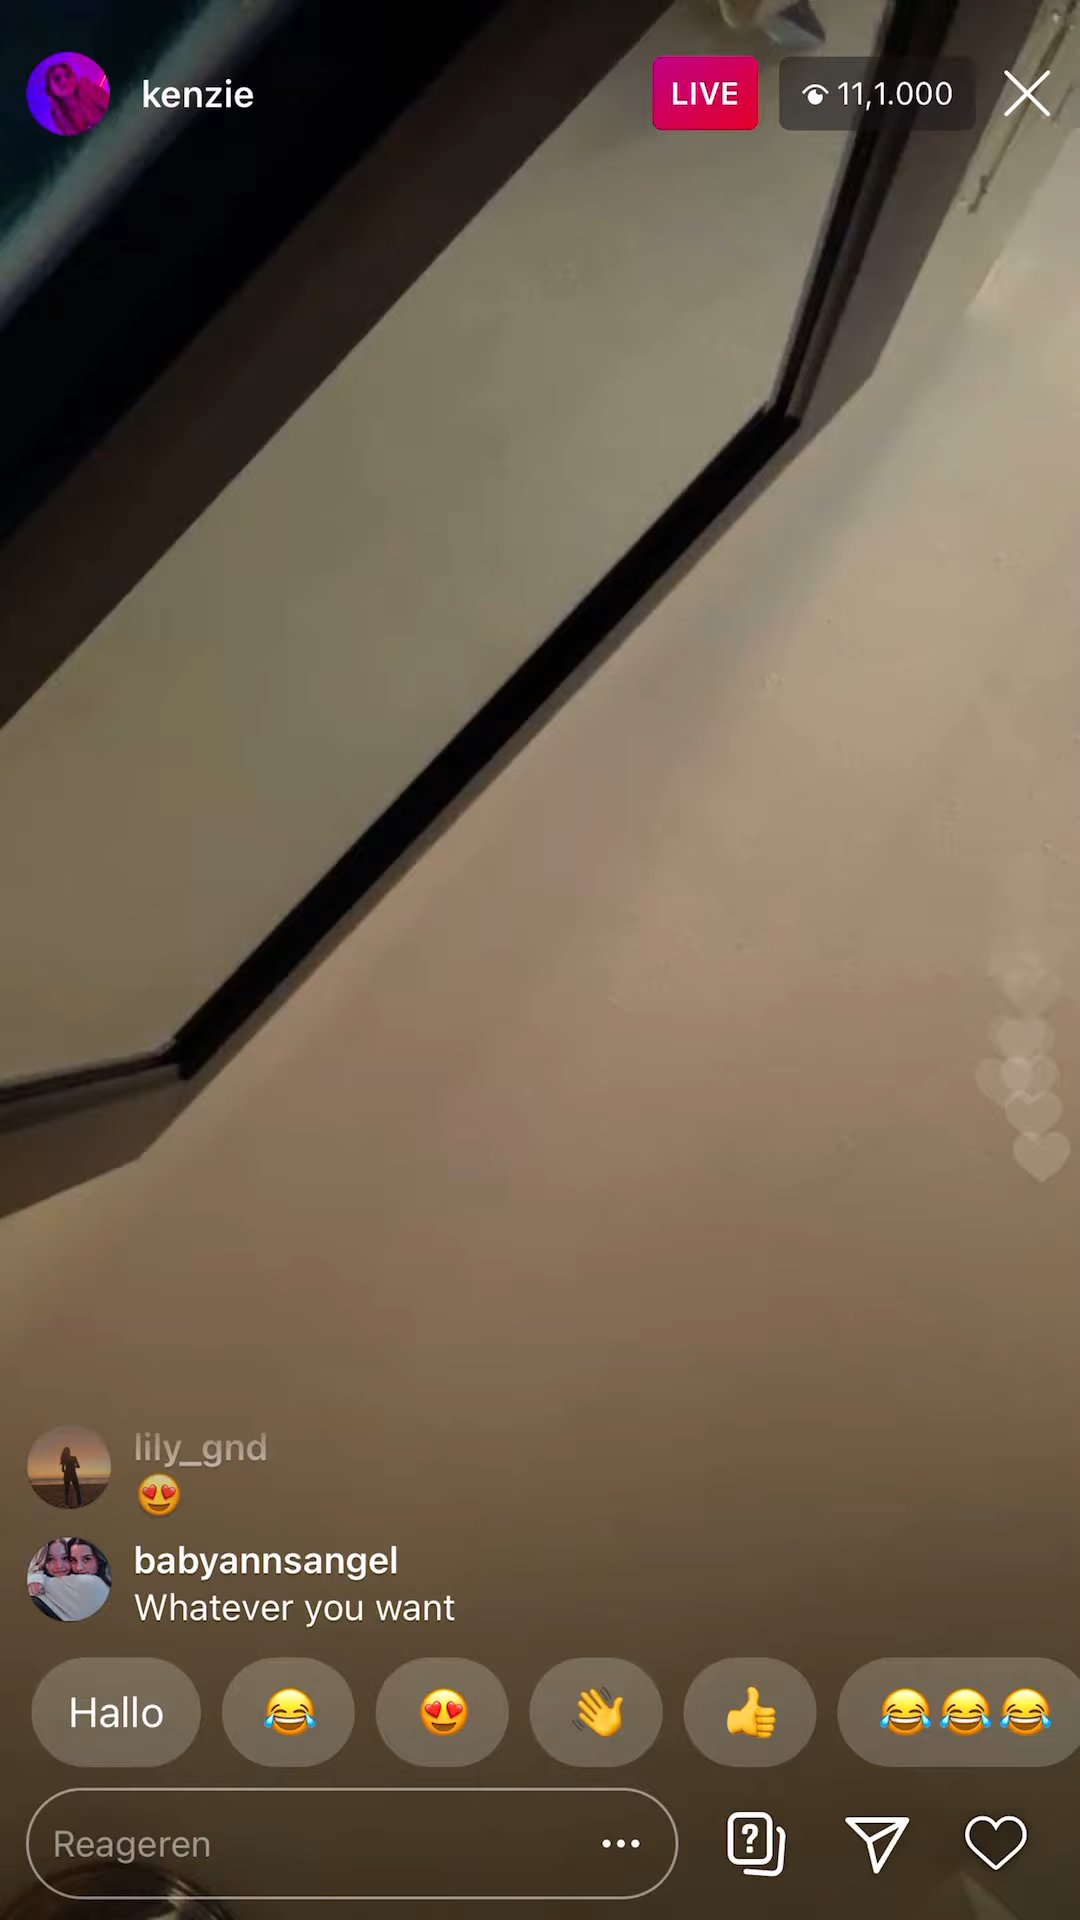 kenzie
LIVE
11,1.000
lily_gnd
😍
babyannsangel
Whatever you want
Hallo 😂 😍 👋 👍 😂😂😂
Reageren